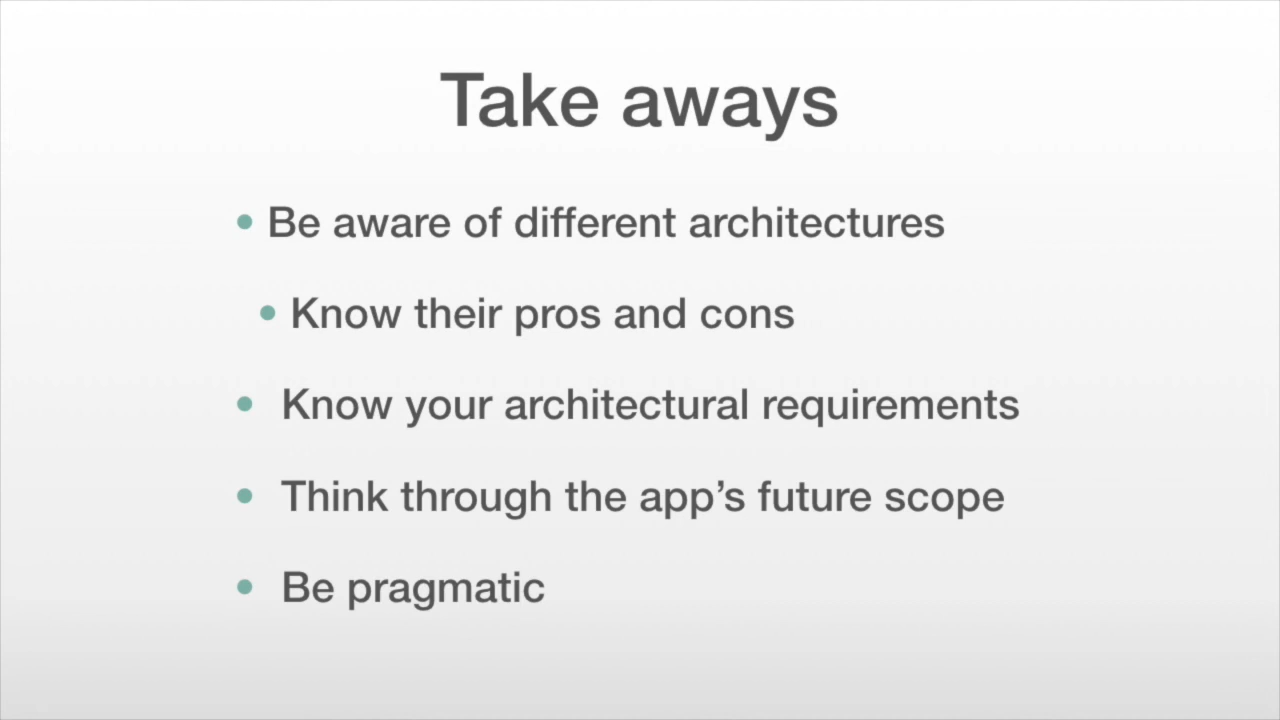 Take aways
• Be aware of different architectures
• Know their pros and cons
• Know your architectural requirements
• Think through the app’s future scope
• Be pragmatic